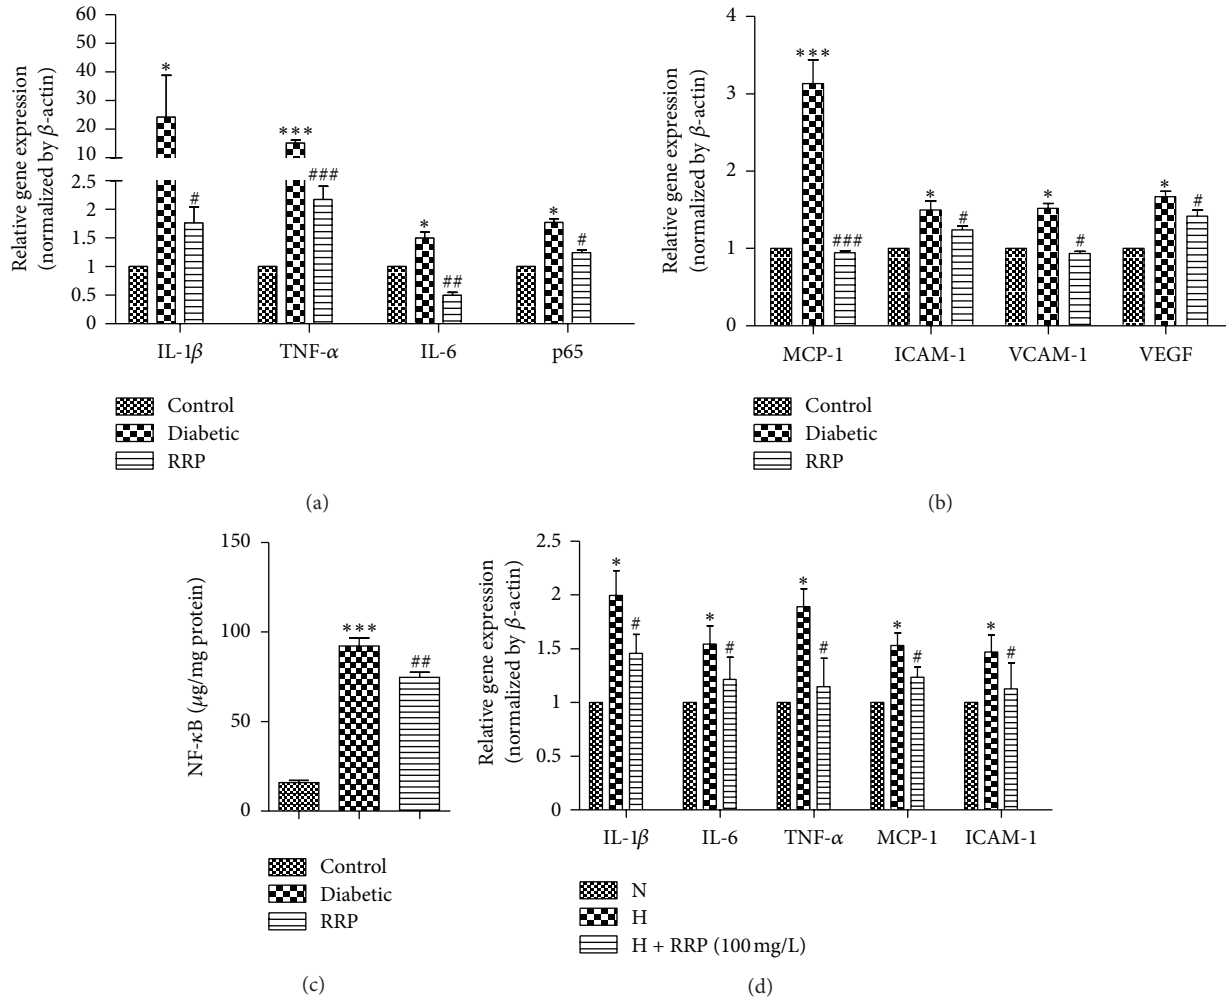 Relative gene expression
(normalized by β-actin)
60
50
40
30
20
10
2.5
2
1.5
1
0.5
0
*
#
***
###
*
##
*
#
IL-1β
TNF-α
IL-6
p65
Control
Diabetic
RRP
(a)
Relative gene expression
(normalized by β-actin)
4
3
2
1
0
***
###
*
#
*
#
*
#
MCP-1
ICAM-1
VCAM-1
VEGF
Control
Diabetic
RRP
(b)
NF-κB (μg/mg protein)
150
100
50
0
***
##
Control
Diabetic
RRP
(c)
Relative gene expression
(normalized by β-actin)
2.5
2
1.5
1
0.5
0
*
#
*
#
*
#
*
#
*
#
IL-1β
IL-6
TNF-α
MCP-1
ICAM-1
N
H
H + RRP (100 mg/L)
(d)